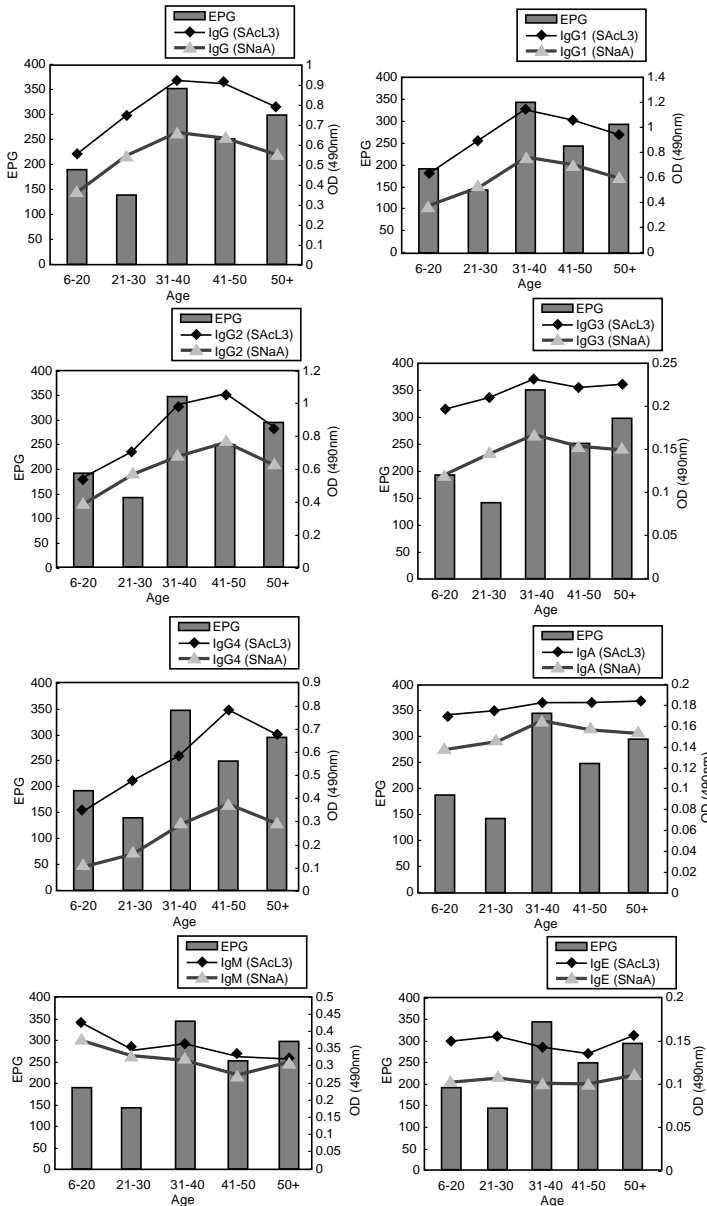 EPG
IgG (SAcL3)
IgG (SNaA)
400
350
300
250
200
150
100
50
0
EPG
1
0.9
0.8
0.7
0.6
0.5
0.4
0.3
0.2
0.1
0
OD (490nm)
6-20 21-30 31-40 41-50 50+
Age
EPG
IgG1 (SAcL3)
IgG1 (SNaA)
400
350
300
250
200
150
100
50
0
EPG
1.4
1.2
1
0.8
0.6
0.4
0.2
0
OD (490nm)
6-20 21-30 31-40 41-50 50+
Age
EPG
IgG2 (SAcL3)
IgG2 (SNaA)
400
350
300
250
200
150
100
50
0
EPG
1.2
1
0.8
0.6
0.4
0.2
0
OD (490nm)
6-20 21-30 31-40 41-50 50+
Age
EPG
IgG3 (SAcL3)
IgG3 (SNaA)
400
350
300
250
200
150
100
50
0
EPG
0.25
0.2
0.15
0.1
0.05
0
OD (490nm)
6-20 21-30 31-40 41-50 50+
Age
EPG
IgG4 (SAcL3)
IgG4 (SNaA)
400
350
300
250
200
150
100
50
0
EPG
0.9
0.8
0.7
0.6
0.5
0.4
0.3
0.2
0.1
0
OD (490nm)
6-20 21-30 31-40 41-50 50+
Age
EPG
IgA (SAcL3)
IgA (SNaA)
400
350
300
250
200
150
100
50
0
EPG
0.2
0.18
0.16
0.14
0.12
0.1
0.08
0.06
0.04
0.02
0
OD (490nm)
6-20 21-30 31-40 41-50 50+
Age
EPG
IgM (SAcL3)
IgM (SNaA)
400
350
300
250
200
150
100
50
0
EPG
0.5
0.45
0.4
0.35
0.3
0.25
0.2
0.15
0.1
0.05
0
OD (490nm)
6-20 21-30 31-40 41-50 50+
Age
EPG
IgE (SAcL3)
IgE (SNaA)
400
350
300
250
200
150
100
50
0
EPG
0.2
0.15
0.1
0.05
0
OD (490nm)
6-20 21-30 31-40 41-50 50+
Age